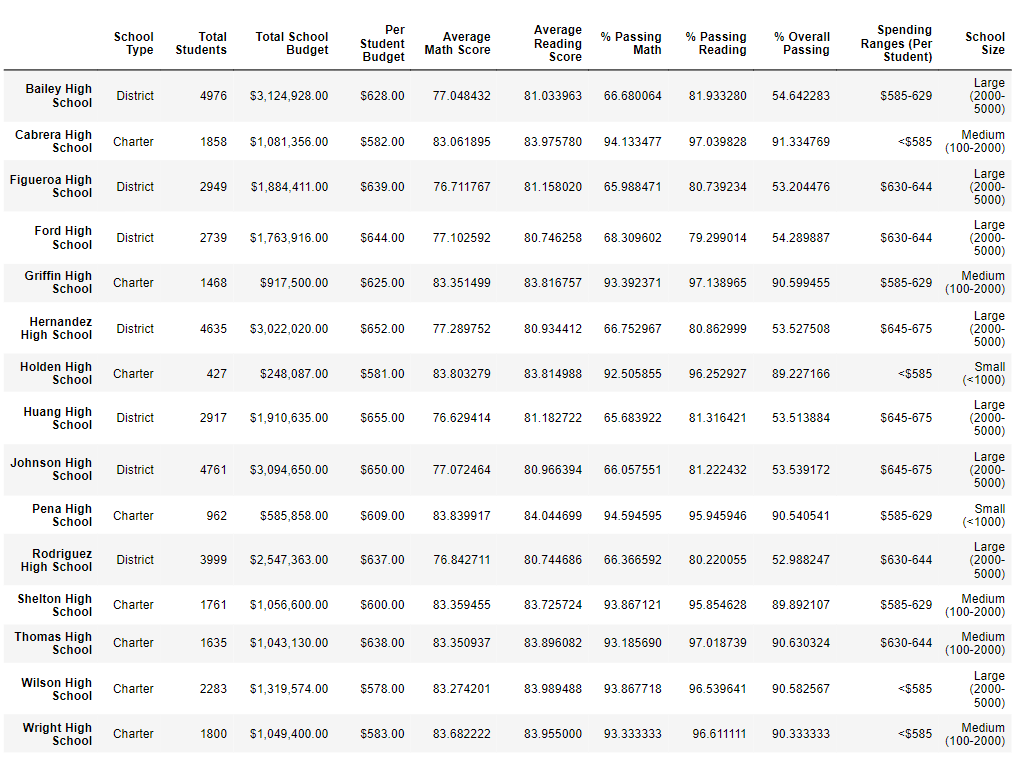 School Type Total Students Total School Budget Per Student Budget Average Math Score Average Reading Score % Passing Math % Passing Reading % Overall Passing Spending Ranges (Per Student) School Size
Bailey High School District 4976 $3,124,928.00 $628.00 77.048432 81.033963 66.680064 81.933280 54.642283 $585-629 Large (2000-5000)
Cabrera High School Charter 1858 $1,081,356.00 $582.00 83.061895 83.975780 94.133477 97.039828 91.334769 <$585 Medium (100-2000)
Figueroa High School District 2949 $1,884,411.00 $639.00 76.711767 81.158020 65.988471 80.739234 53.204476 $630-644 Large (2000-5000)
Ford High School District 2739 $1,763,916.00 $644.00 77.102592 80.746258 68.309602 79.299014 54.289887 $630-644 Large (2000-5000)
Griffin High School Charter 1468 $917,500.00 $625.00 83.351499 83.816757 93.392371 97.138965 90.599455 $585-629 Medium (100-2000)
Hernandez High School District 4635 $3,022,020.00 $652.00 77.289752 80.934412 66.752967 80.862999 53.527508 $645-675 Large (2000-5000)
Holden High School Charter 427 $248,087.00 $581.00 83.803279 83.814988 92.505855 96.252927 89.227166 <$585 Small (<1000)
Huang High School District 2917 $1,910,635.00 $655.00 76.629414 81.182722 65.683922 81.316421 53.513884 $645-675 Large (2000-5000)
Johnson High School District 4761 $3,094,650.00 $650.00 77.072464 80.966394 66.057551 81.222432 53.539172 $645-675 Large (2000-5000)
Pena High School Charter 962 $585,858.00 $609.00 83.839917 84.044699 94.594595 95.945946 90.540541 $585-629 Small (<1000)
Rodriguez High School District 3999 $2,547,363.00 $637.00 76.842711 80.744686 66.366592 80.220055 52.988247 $630-644 Large (2000-5000)
Shelton High School Charter 1761 $1,056,600.00 $600.00 83.359455 83.725724 93.867121 95.854628 89.892107 $585-629 Medium (100-2000)
Thomas High School Charter 1635 $1,043,130.00 $638.00 83.350937 83.896082 93.185690 97.018739 90.630324 $630-644 Medium (100-2000)
Wilson High School Charter 2283 $1,319,574.00 $578.00 83.274201 83.989488 93.867718 96.539641 90.582567 <$585 Large (2000-5000)
Wright High School Charter 1800 $1,049,400.00 $583.00 83.682222 83.955000 93.333333 96.611111 90.333333 <$585 Medium (100-2000)